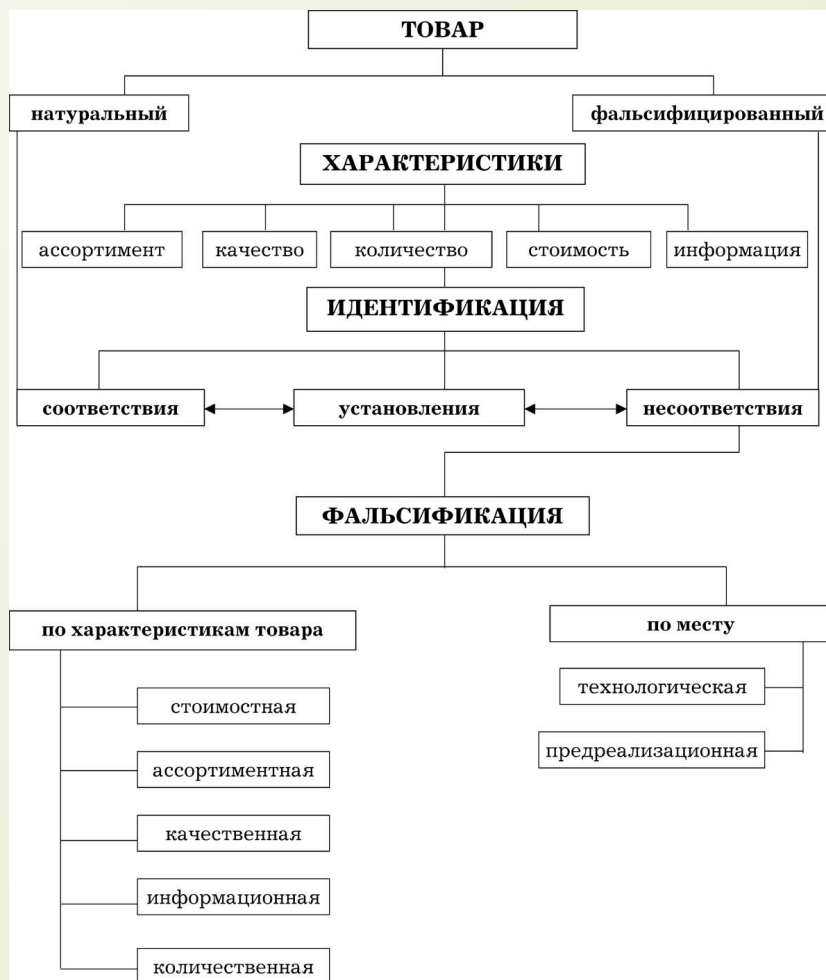 ТОВАР
натуральный
фальсифицированный
ХАРАКТЕРИСТИКИ
ассортимент
качество
количество
стоимость
информация
ИДЕНТИФИКАЦИЯ
соответствия
установления
несоответствия
ФАЛЬСИФИКАЦИЯ
по характеристикам товара
по месту
технологическая
предреализационная
стоимостная
ассортиментная
качественная
информационная
количественная